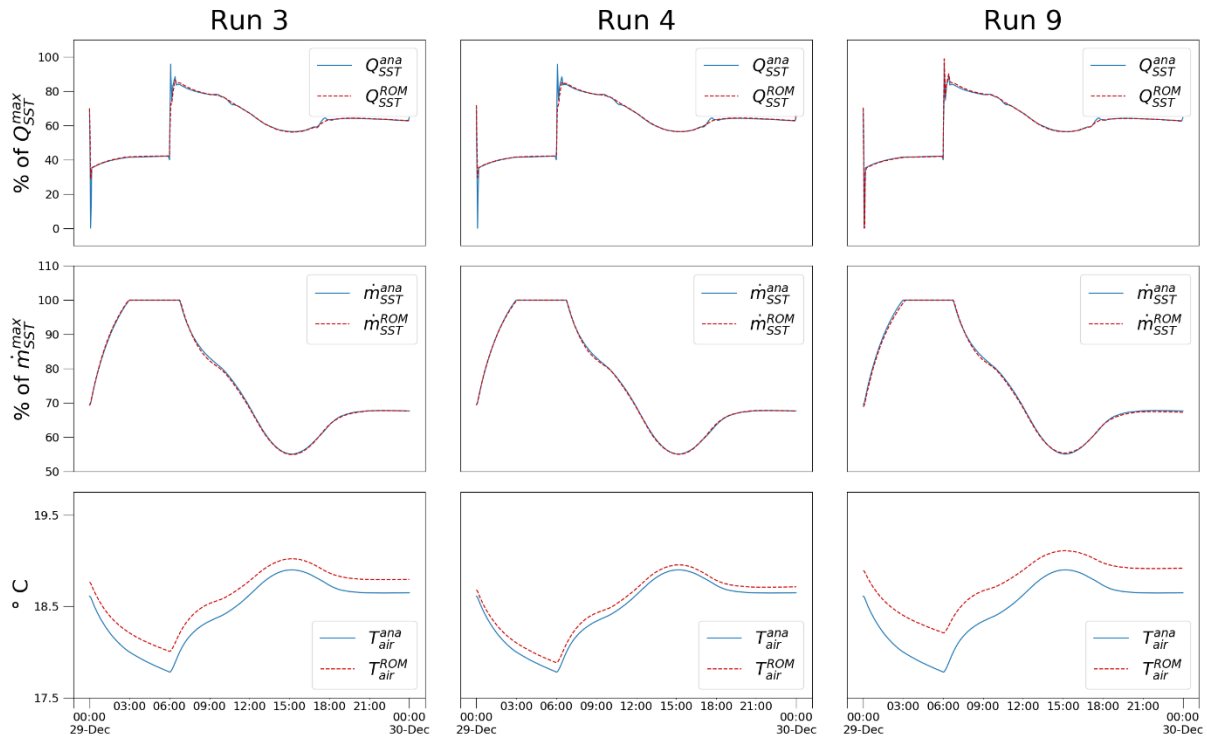 Run 3 Run 4 Run 9
% of Q_SST^max
100
80
60
40
20
0
Q_SST^ana
Q_SST^ROM
Q_SST^ana
Q_SST^ROM
Q_SST^ana
Q_SST^ROM
% of ṁ_SST^max
110
100
90
80
70
60
50
ṁ_SST^ana
ṁ_SST^ROM
ṁ_SST^ana
ṁ_SST^ROM
ṁ_SST^ana
ṁ_SST^ROM
° C
19.5
18.5
17.5
T_air^ana
T_air^ROM
T_air^ana
T_air^ROM
T_air^ana
T_air^ROM
00:00 03:00 06:00 09:00 12:00 15:00 18:00 21:00 00:00
29-Dec 30-Dec
00:00 03:00 06:00 09:00 12:00 15:00 18:00 21:00 00:00
29-Dec 30-Dec
00:00 03:00 06:00 09:00 12:00 15:00 18:00 21:00 00:00
29-Dec 30-Dec